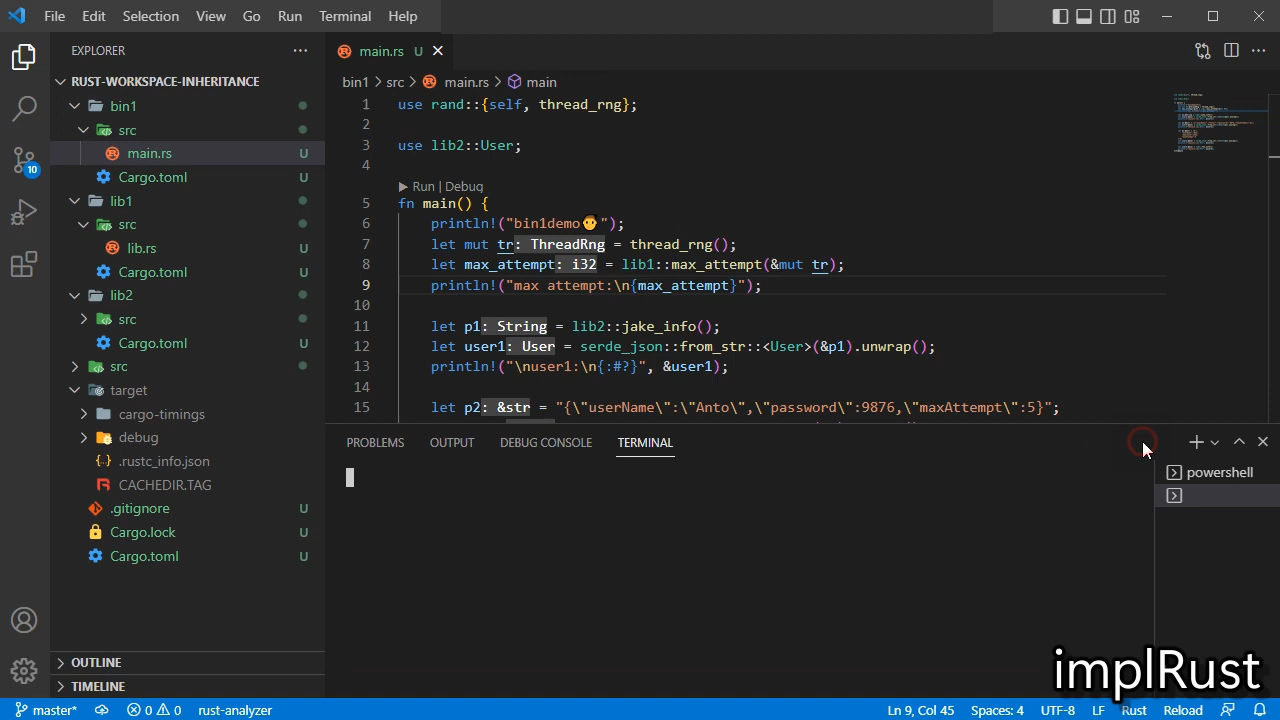 File Edit Selection View Go Run Terminal Help
EXPLORER
RUST-WORKSPACE-INHERITANCE
bin1
src
main.rs U
Cargo.toml U
lib1
src
lib.rs U
Cargo.toml U
lib2
src
Cargo.toml U
src
target
cargo-timings
debug
.rustc_info.json
CACHEDIR.TAG
.gitignore U
Cargo.lock U
Cargo.toml U
OUTLINE
TIMELINE
10
main.rs U
bin1 > src > main.rs > main
1 use rand::{self, thread_rng};
2
3 use lib2::User;
4
Run | Debug
5 fn main() {
6 println!("bin1demo👨");
7 let mut tr: ThreadRng = thread_rng();
8 let max_attempt: i32 = lib1::max_attempt(&mut tr);
9 println!("max attempt:\n{max_attempt}");
10
11 let p1: String = lib2::jake_info();
12 let user1: User = serde_json::from_str::<User>(&p1).unwrap();
13 println!("\nuser1:\n{:#?}", &user1);
14
15 let p2: &str = "{\"userName\":\"Anto\",\"password\":9876,\"maxAttempt\":5}";
PROBLEMS OUTPUT DEBUG CONSOLE TERMINAL
powershell
implRust
master* 0 0 rust-analyzer Ln 9, Col 45 Spaces: 4 UTF-8 LF Rust Reload